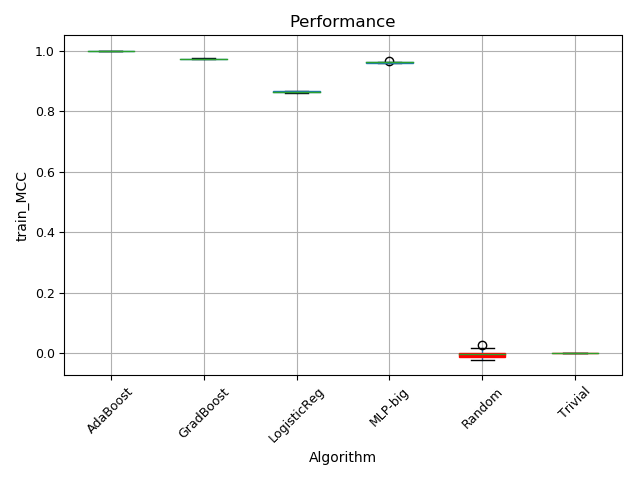 Performance
train_MCC
1.0
0.8
0.6
0.4
0.2
0.0
AdaBoost
GradBoost
LogisticReg
MLP-big
Random
Trivial
Algorithm